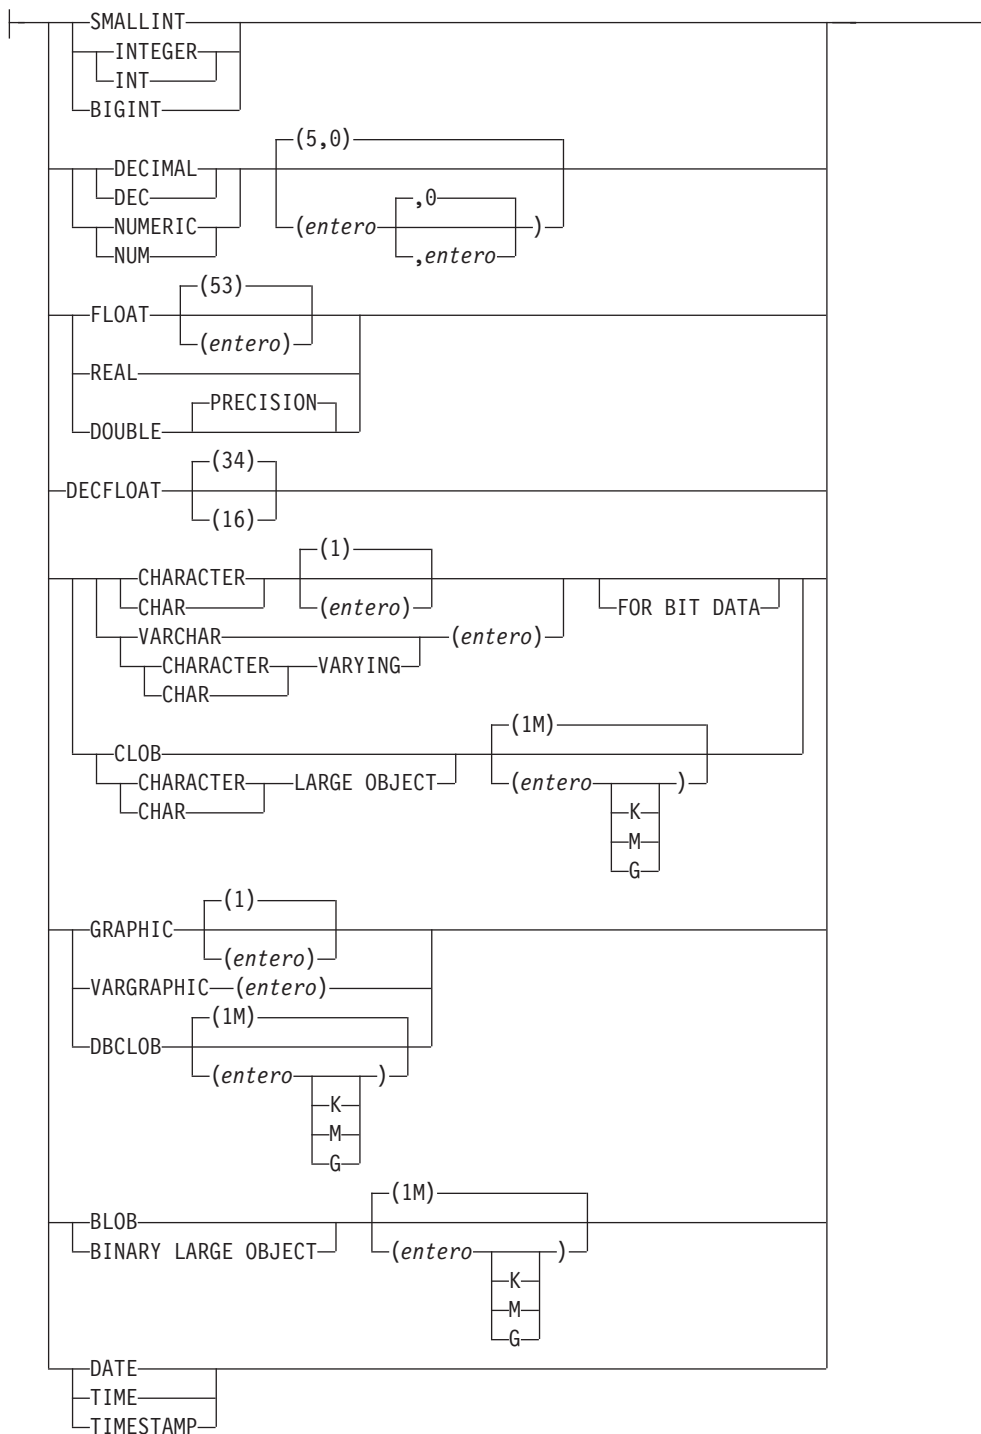 SMALLINT
INTEGER
INT
BIGINT
(5,0)
DECIMAL
DEC
,0
NUMERIC
(entero )
NUM
,entero
(53)
FLOAT
(entero)
REAL
PRECISION
DOUBLE
(34)
DECFLOAT
(16)
(1)
CHARACTER
CHAR
(entero)
FOR BIT DATA
VARCHAR
(entero)
CHARACTER VARYING
CHAR
(1M)
CLOB
CHARACTER LARGE OBJECT
(entero )
CHAR
K
M
G
(1)
GRAPHIC
(entero)
VARGRAPHIC (entero)
(1M)
DBCLOB
(entero )
K
M
G
(1M)
BLOB
BINARY LARGE OBJECT
(entero )
K
M
G
DATE
TIME
TIMESTAMP